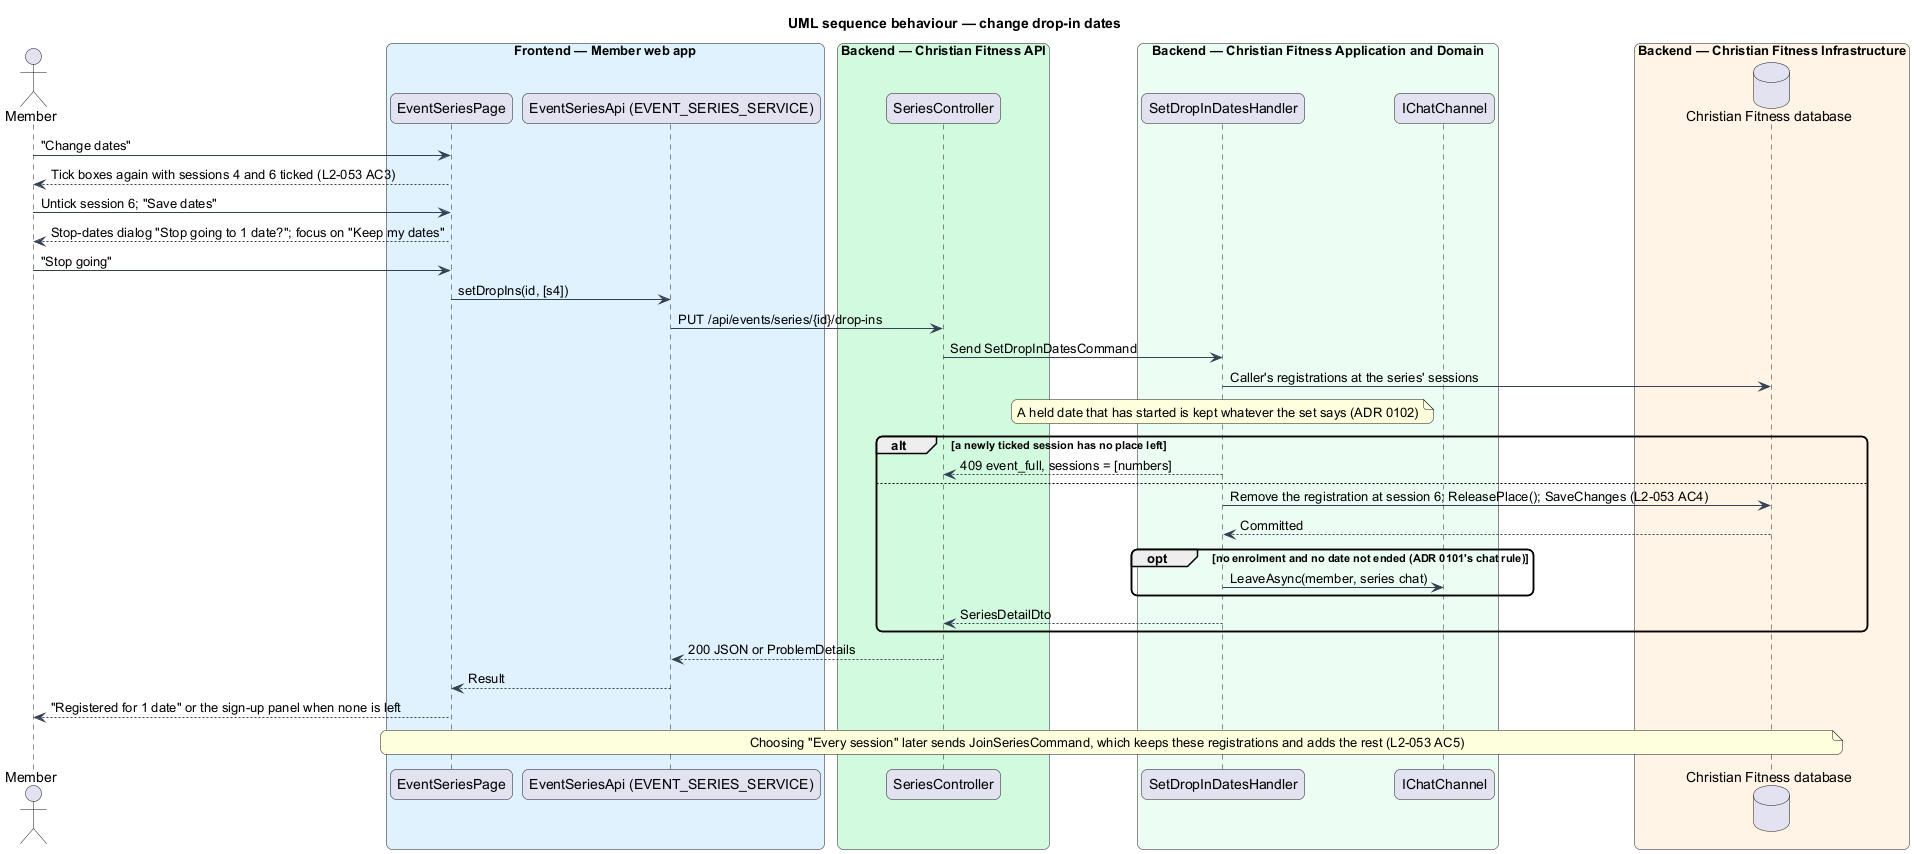 UML sequence behaviour — change drop-in dates
Frontend — Member web app
Backend — Christian Fitness API
Backend — Christian Fitness Application and Domain
Backend — Christian Fitness Infrastructure
Member
EventSeriesPage
EventSeriesApi (EVENT_SERIES_SERVICE)
SeriesController
SetDropInDatesHandler
IChatChannel
Christian Fitness database
"Change dates"
Tick boxes again with sessions 4 and 6 ticked (L2-053 AC3)
Untick session 6; "Save dates"
Stop-dates dialog "Stop going to 1 date?"; focus on "Keep my dates"
"Stop going"
setDropIns(id, [s4])
PUT /api/events/series/{id}/drop-ins
Send SetDropInDatesCommand
Caller's registrations at the series' sessions
A held date that has started is kept whatever the set says (ADR 0102)
alt
[a newly ticked session has no place left]
409 event_full, sessions = [numbers]
Remove the registration at session 6; ReleasePlace(); SaveChanges (L2-053 AC4)
Committed
opt
[no enrolment and no date not ended (ADR 0101's chat rule)]
LeaveAsync(member, series chat)
SeriesDetailDto
200 JSON or ProblemDetails
Result
"Registered for 1 date" or the sign-up panel when none is left
Choosing "Every session" later sends JoinSeriesCommand, which keeps these registrations and adds the rest (L2-053 AC5)
Member
EventSeriesPage
EventSeriesApi (EVENT_SERIES_SERVICE)
SeriesController
SetDropInDatesHandler
IChatChannel
Christian Fitness database